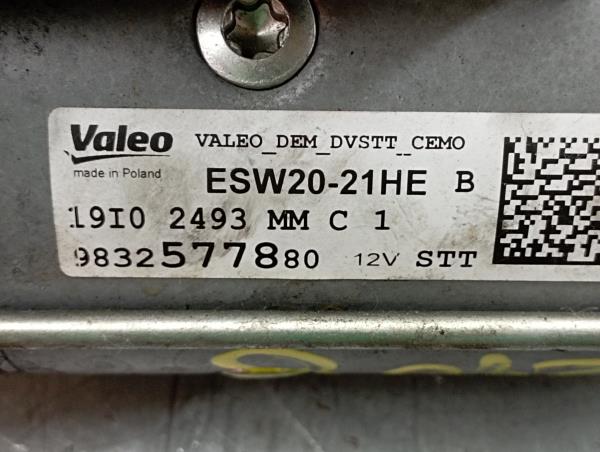 Valeo VALEO_DEM_DVSTT_CEMO
made in Poland ESW20-21HE B
19I0 2493 MM C 1
9832577880 12V STT